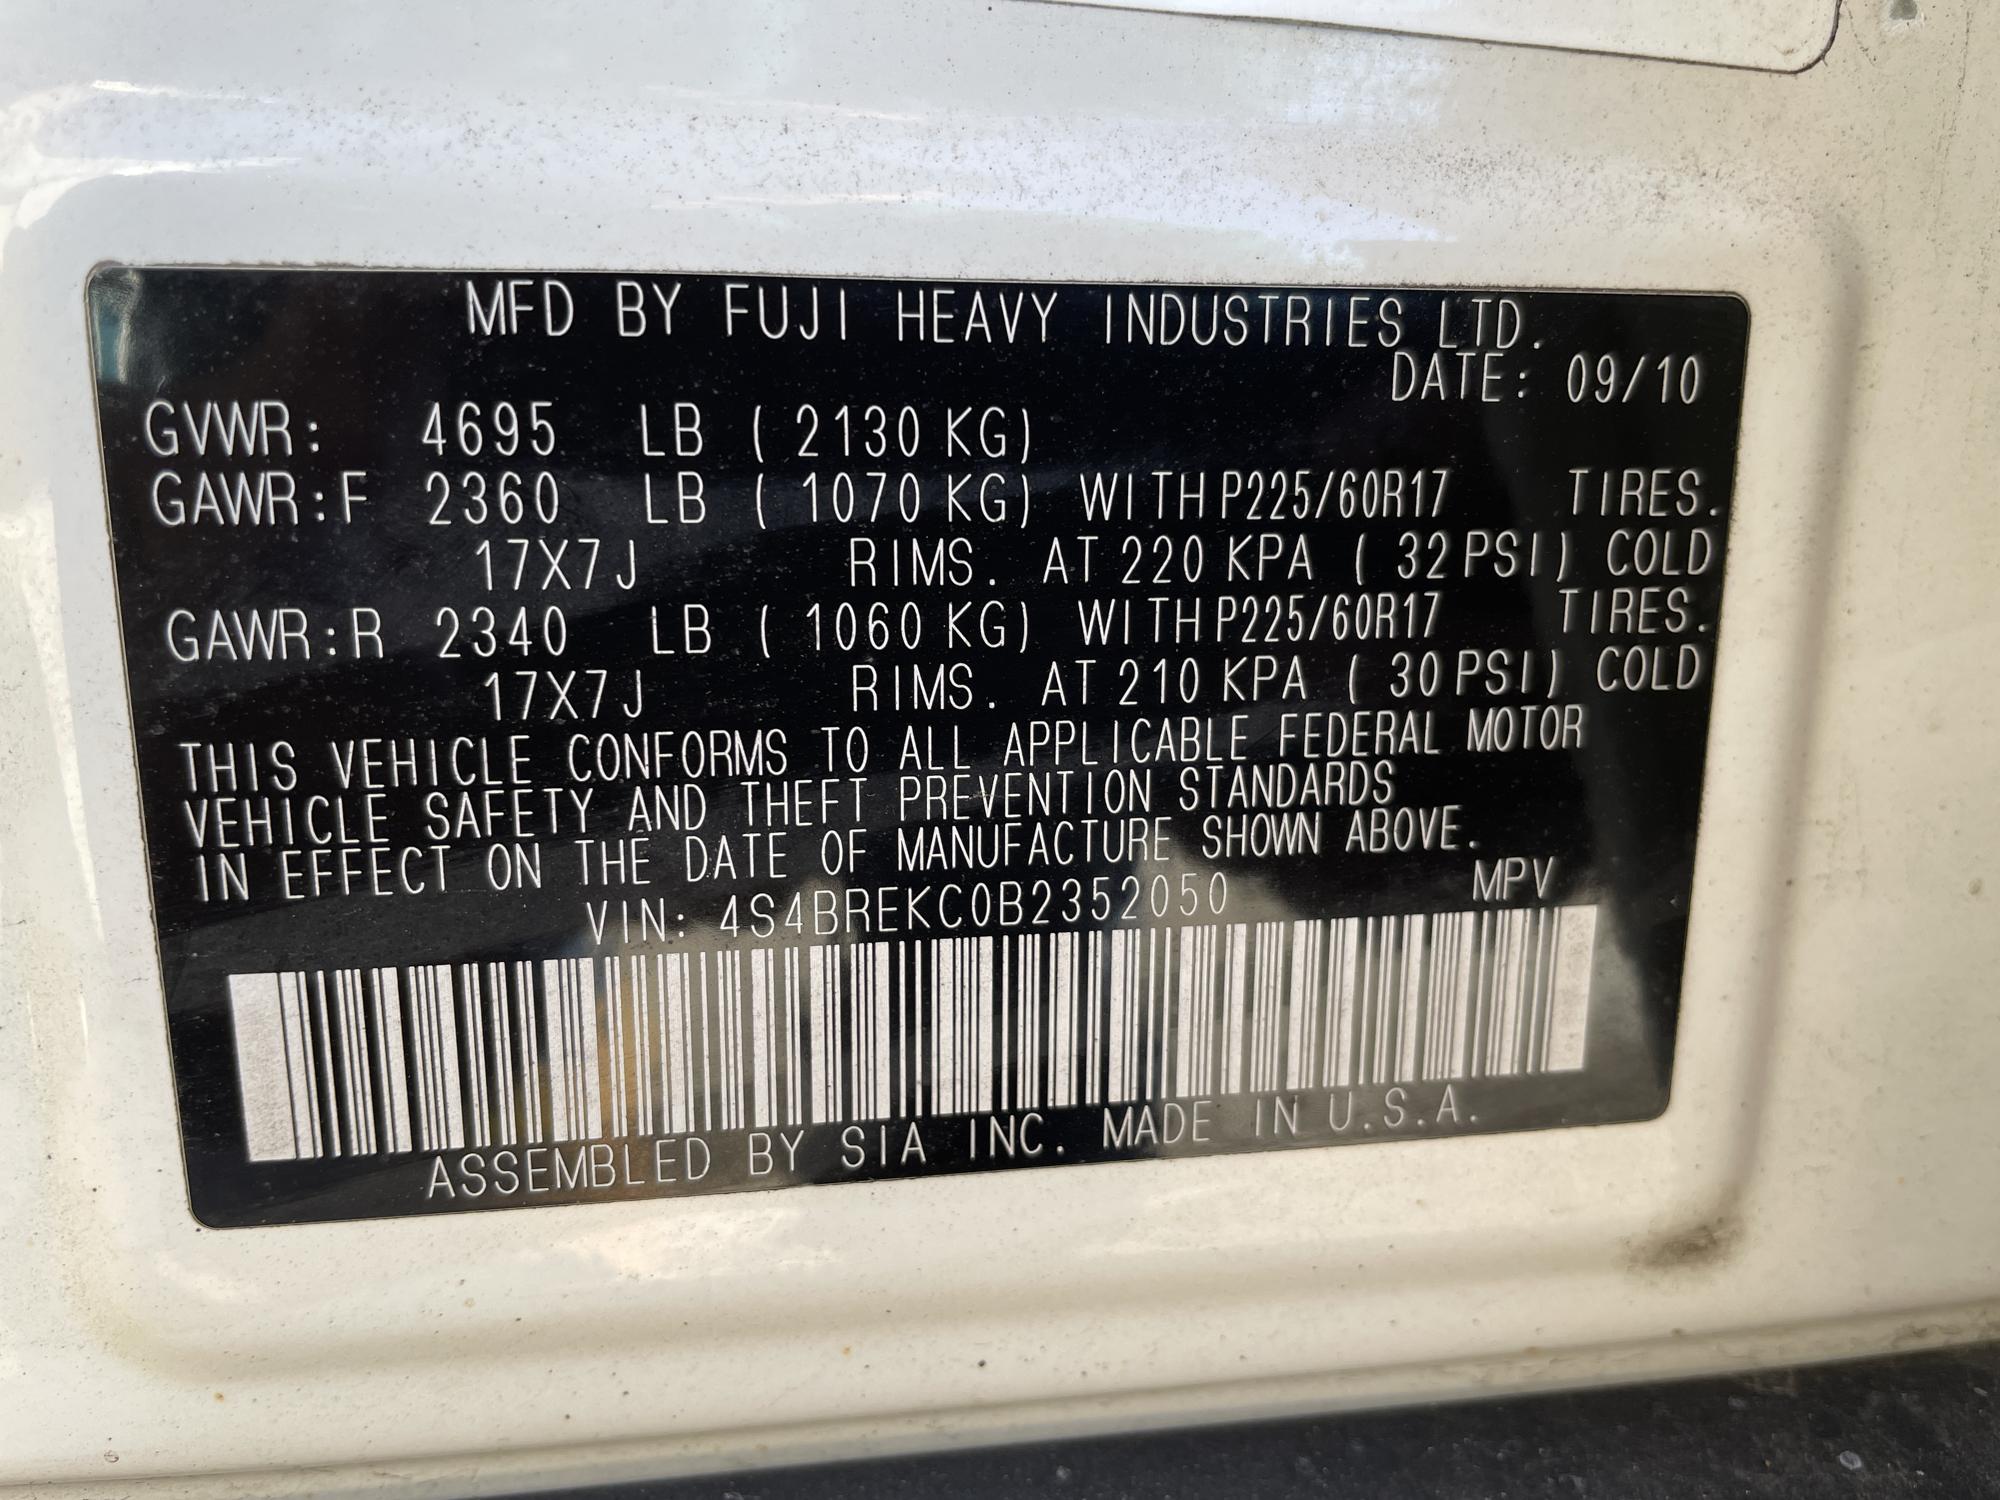 MFD BY FUJI HEAVY INDUSTRIES LTD.
DATE: 09/10
GVWR: 4695 LB ( 2130 KG)
GAWR:F 2360 LB ( 1070 KG) WITH P225/60R17 TIRES.
17X7J RIMS. AT 220 KPA ( 32 PSI) COLD
GAWR:R 2340 LB ( 1060 KG) WITH P225/60R17 TIRES.
17X7J RIMS. AT 210 KPA ( 30 PSI) COLD
THIS VEHICLE CONFORMS TO ALL APPLICABLE FEDERAL MOTOR
VEHICLE SAFETY AND THEFT PREVENTION STANDARDS
IN EFFECT ON THE DATE OF MANUFACTURE SHOWN ABOVE.
VIN: 4S4BREKC0B2352050 MPV
ASSEMBLED BY SIA INC. MADE IN U.S.A.